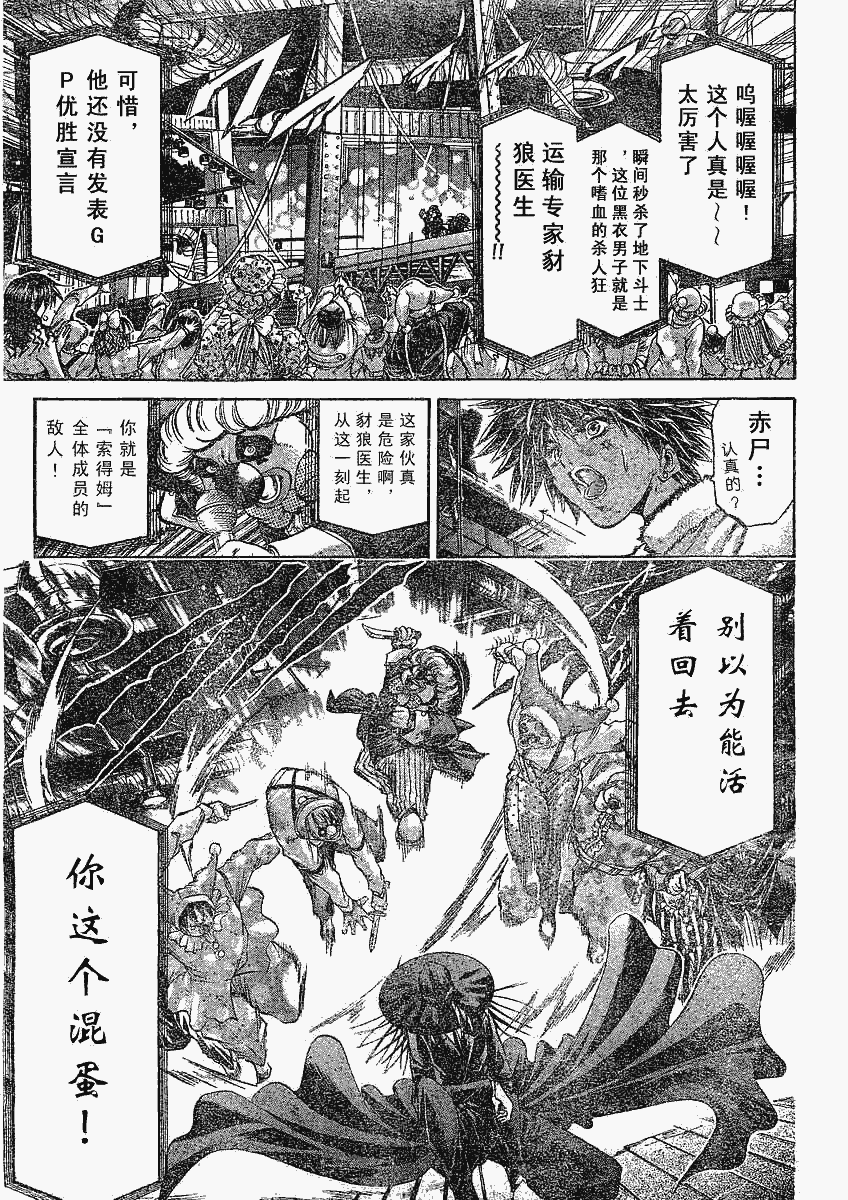 呜喔喔喔喔！
这个人真是～～
太厉害了
瞬间秒杀了地下斗士
，这位黑衣男子就是
那个嗜血的杀人狂
运输专家豺
狼医生
～～～～!!
可惜，
他还没有发表G
P优胜宣言
赤尸…
认真的？
这家伙真
是危险啊，
豺狼医生，
从这一刻起
你就是
『索得姆』
全体成员的
敌人！
别以为能活
着回去
你这个混蛋！